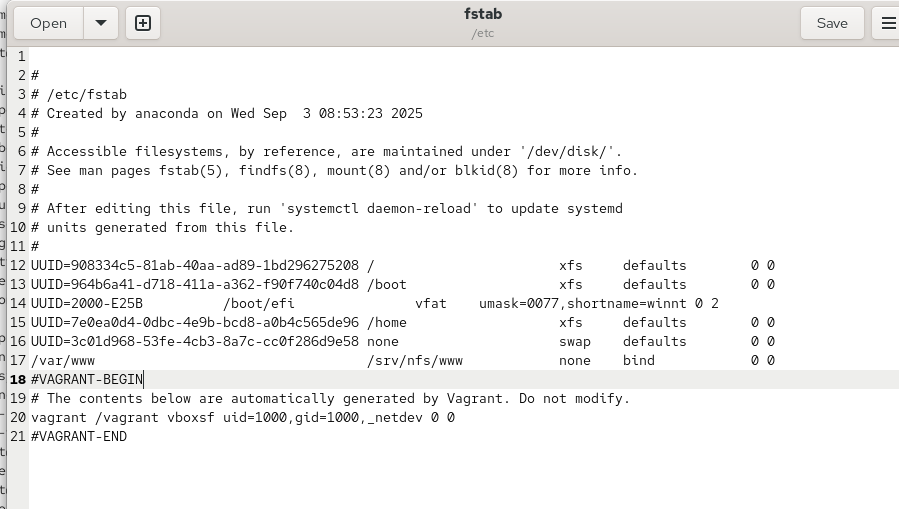 Open
fstab
/etc
Save
1
2 #
3 # /etc/fstab
4 # Created by anaconda on Wed Sep  3 08:53:23 2025
5 #
6 # Accessible filesystems, by reference, are maintained under '/dev/disk/'.
7 # See man pages fstab(5), findfs(8), mount(8) and/or blkid(8) for more info.
8 #
9 # After editing this file, run 'systemctl daemon-reload' to update systemd
10 # units generated from this file.
11 #
12 UUID=908334c5-81ab-40aa-ad89-1bd296275208 /                       xfs     defaults        0 0
13 UUID=964b6a41-d718-411a-a362-f90f740c04d8 /boot                   xfs     defaults        0 0
14 UUID=2000-E25B          /boot/efi               vfat    umask=0077,shortname=winnt 0 2
15 UUID=7e0ea0d4-0dbc-4e9b-bcd8-a0b4c565de96 /home                   xfs     defaults        0 0
16 UUID=3c01d968-53fe-4cb3-8a7c-cc0f286d9e58 none                    swap    defaults        0 0
17 /var/www                                  /srv/nfs/www            none    bind            0 0
18 #VAGRANT-BEGIN
19 # The contents below are automatically generated by Vagrant. Do not modify.
20 vagrant /vagrant vboxsf uid=1000,gid=1000,_netdev 0 0
21 #VAGRANT-END